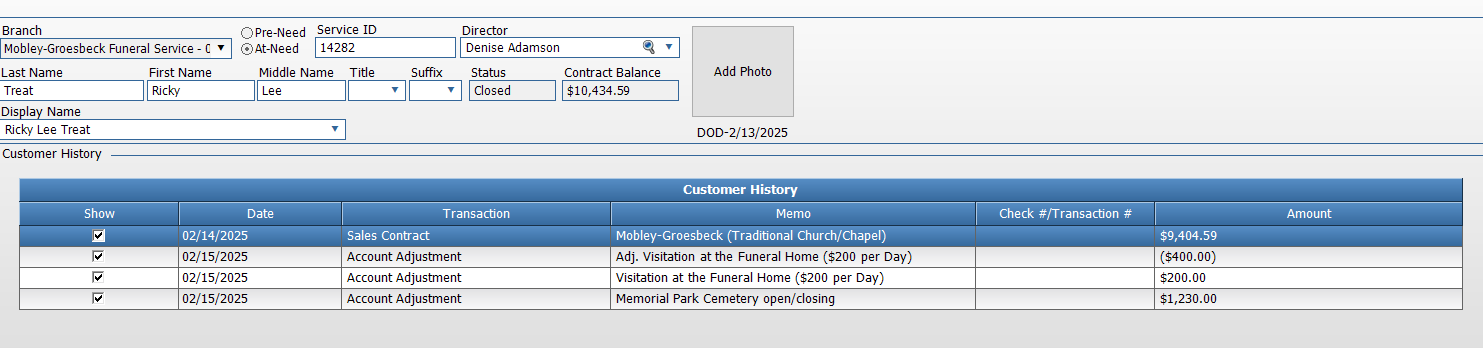 Branch
Pre-Need
Service ID
Director
Mobley-Groesbeck Funeral Service - 0
At-Need
14282
Denise Adamson
Add Photo
Last Name First Name Middle Name Title Suffix Status Contract Balance
Treat Ricky Lee Closed $10,434.59
Display Name
Ricky Lee Treat
DOD-2/13/2025
Customer History
Customer History
Show Date Transaction Memo Check #/Transaction # Amount
02/14/2025 Sales Contract Mobley-Groesbeck (Traditional Church/Chapel) $9,404.59
02/15/2025 Account Adjustment Adj. Visitation at the Funeral Home ($200 per Day) ($400.00)
02/15/2025 Account Adjustment Visitation at the Funeral Home ($200 per Day) $200.00
02/15/2025 Account Adjustment Memorial Park Cemetery open/closing $1,230.00